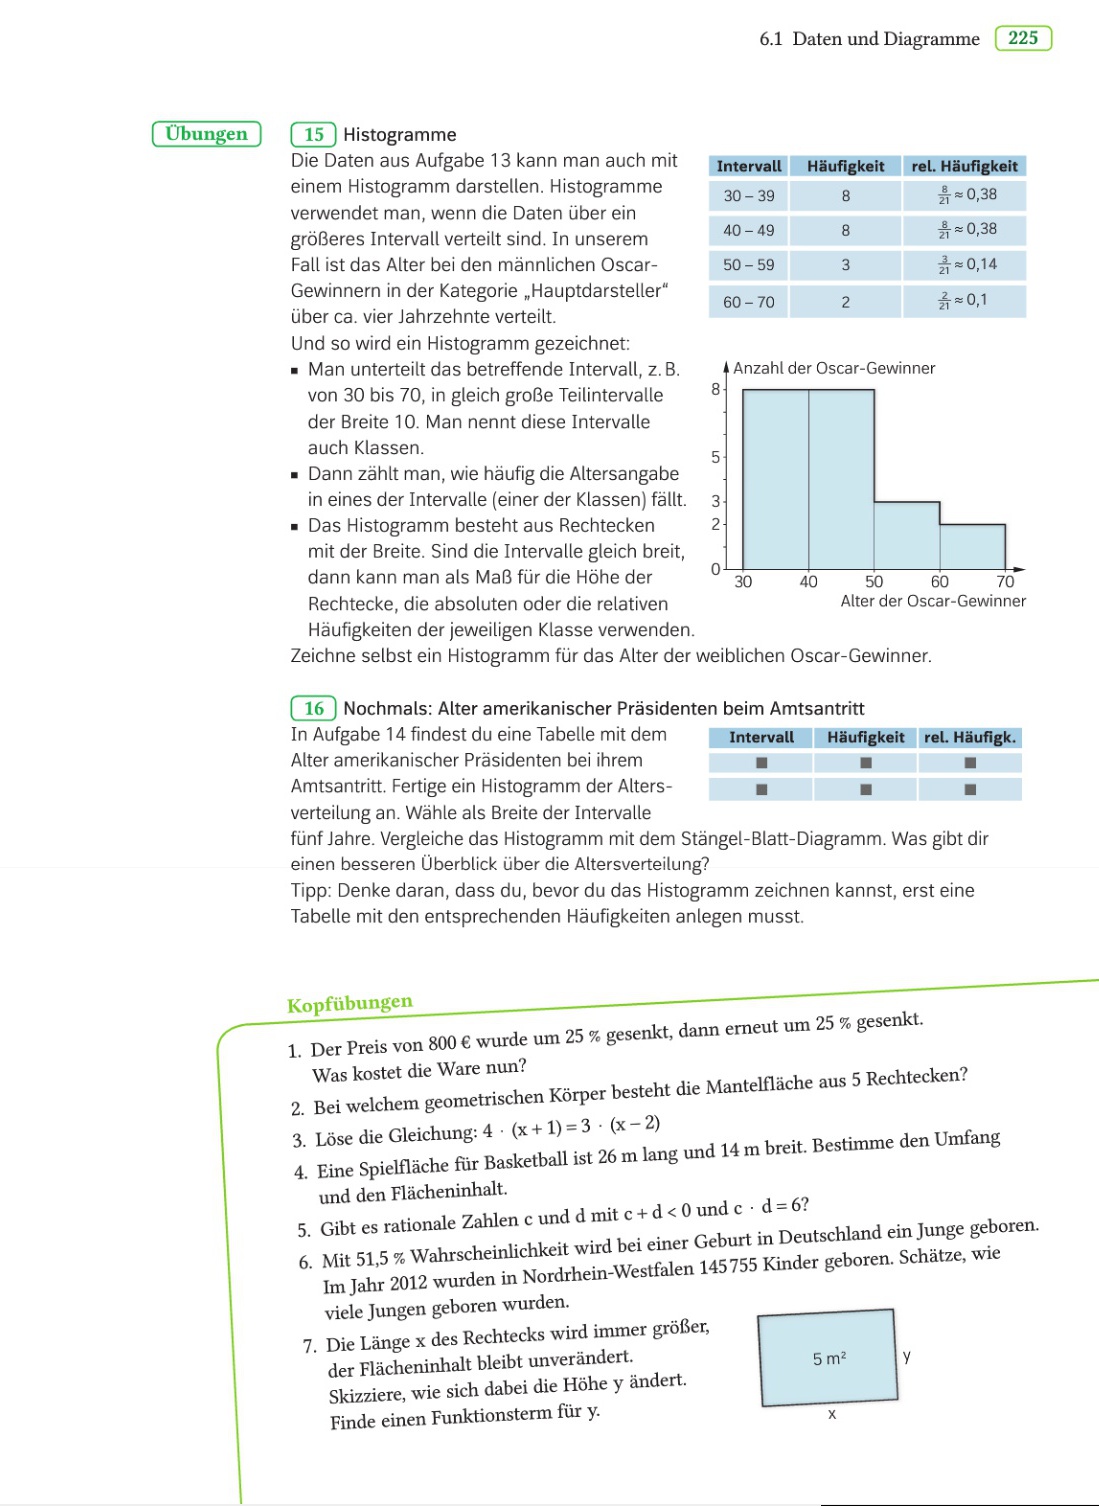 6.1 Daten und Diagramme 225
Übungen
15 Histogramme
Die Daten aus Aufgabe 13 kann man auch mit
einem Histogramm darstellen. Histogramme
verwendet man, wenn die Daten über ein
größeres Intervall verteilt sind. In unserem
Fall ist das Alter bei den männlichen Oscar-
Gewinnern in der Kategorie „Hauptdarsteller“
über ca. vier Jahrzehnte verteilt.
Und so wird ein Histogramm gezeichnet:
▪ Man unterteilt das betreffende Intervall, z. B.
von 30 bis 70, in gleich große Teilintervalle
der Breite 10. Man nennt diese Intervalle
auch Klassen.
▪ Dann zählt man, wie häufig die Altersangabe
in eines der Intervalle (einer der Klassen) fällt.
▪ Das Histogramm besteht aus Rechtecken
mit der Breite. Sind die Intervalle gleich breit,
dann kann man als Maß für die Höhe der
Rechtecke, die absoluten oder die relativen
Häufigkeiten der jeweiligen Klasse verwenden.
Zeichne selbst ein Histogramm für das Alter der weiblichen Oscar-Gewinner.
Intervall Häufigkeit rel. Häufigkeit
30 – 39 8 8/21 ≈ 0,38
40 – 49 8 8/21 ≈ 0,38
50 – 59 3 3/21 ≈ 0,14
60 – 70 2 2/21 ≈ 0,1
Anzahl der Oscar-Gewinner
8
5
3
2
0
30 40 50 60 70
Alter der Oscar-Gewinner
16 Nochmals: Alter amerikanischer Präsidenten beim Amtsantritt
In Aufgabe 14 findest du eine Tabelle mit dem
Alter amerikanischer Präsidenten bei ihrem
Amtsantritt. Fertige ein Histogramm der Alters-
verteilung an. Wähle als Breite der Intervalle
fünf Jahre. Vergleiche das Histogramm mit dem Stängel-Blatt-Diagramm. Was gibt dir
einen besseren Überblick über die Altersverteilung?
Tipp: Denke daran, dass du, bevor du das Histogramm zeichnen kannst, erst eine
Tabelle mit den entsprechenden Häufigkeiten anlegen musst.
Intervall Häufigkeit rel. Häufigk.
■ ■ ■
■ ■ ■
Kopfübungen
1. Der Preis von 800 € wurde um 25 % gesenkt, dann erneut um 25 % gesenkt.
Was kostet die Ware nun?
2. Bei welchem geometrischen Körper besteht die Mantelfläche aus 5 Rechtecken?
3. Löse die Gleichung: 4 · (x + 1) = 3 · (x – 2)
4. Eine Spielfläche für Basketball ist 26 m lang und 14 m breit. Bestimme den Umfang
und den Flächeninhalt.
5. Gibt es rationale Zahlen c und d mit c + d < 0 und c · d = 6?
6. Mit 51,5 % Wahrscheinlichkeit wird bei einer Geburt in Deutschland ein Junge geboren.
Im Jahr 2012 wurden in Nordrhein-Westfalen 145 755 Kinder geboren. Schätze, wie
viele Jungen geboren wurden.
7. Die Länge x des Rechtecks wird immer größer,
der Flächeninhalt bleibt unverändert.
Skizziere, wie sich dabei die Höhe y ändert.
Finde einen Funktionsterm für y.
5 m²
y
x